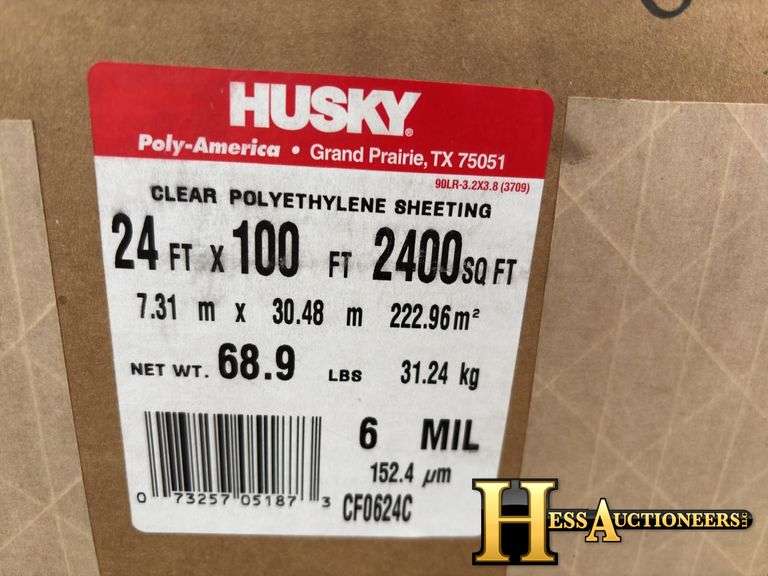 HUSKY®
Poly-America • Grand Prairie, TX 75051
90LR-3.2X3.8 (3709)
CLEAR POLYETHYLENE SHEETING
24 FT X 100 FT 2400 SQ FT
7.31 m x 30.48 m 222.96 m²
NET WT. 68.9 LBS 31.24 kg
6 MIL
152.4 µm
0 73257 05187 3
CF0624C
HESS AUCTIONEERS LLC